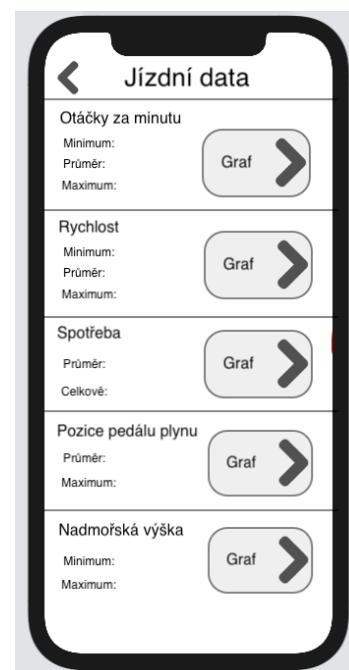 Jízdní data
Otáčky za minutu
Minimum:
Průměr:
Maximum:
Graf
Rychlost
Minimum:
Průměr:
Maximum:
Graf
Spotřeba
Průměr:
Celkově:
Graf
Pozice pedálu plynu
Průměr:
Maximum:
Graf
Nadmořská výška
Minimum:
Maximum:
Graf